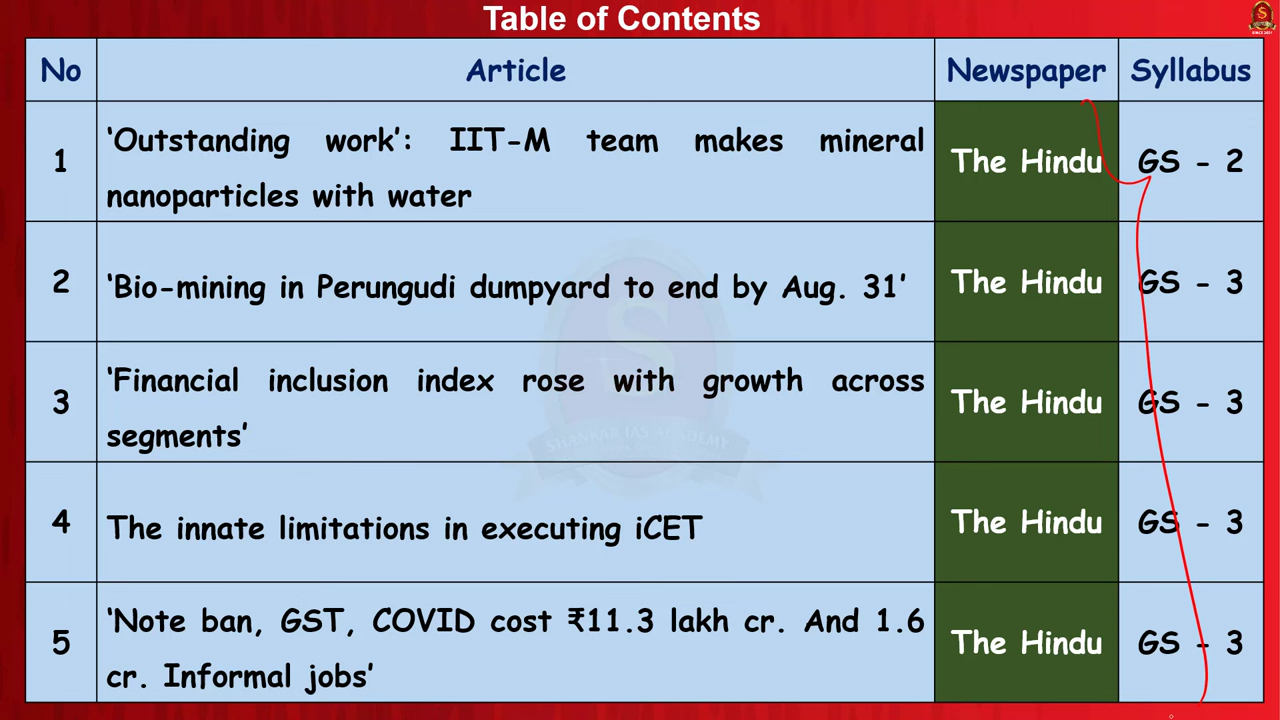 Table of Contents
No Article Newspaper Syllabus
1 ‘Outstanding work’: IIT-M team makes mineral
nanoparticles with water The Hindu GS - 2
2 ‘Bio-mining in Perungudi dumpyard to end by Aug. 31’ The Hindu GS - 3
3 ‘Financial inclusion index rose with growth across
segments’ The Hindu GS - 3
4 The innate limitations in executing iCET The Hindu GS - 3
5 ‘Note ban, GST, COVID cost ₹11.3 lakh cr. And 1.6
cr. Informal jobs’ The Hindu GS - 3
SHANKAR IAS ACADEMY